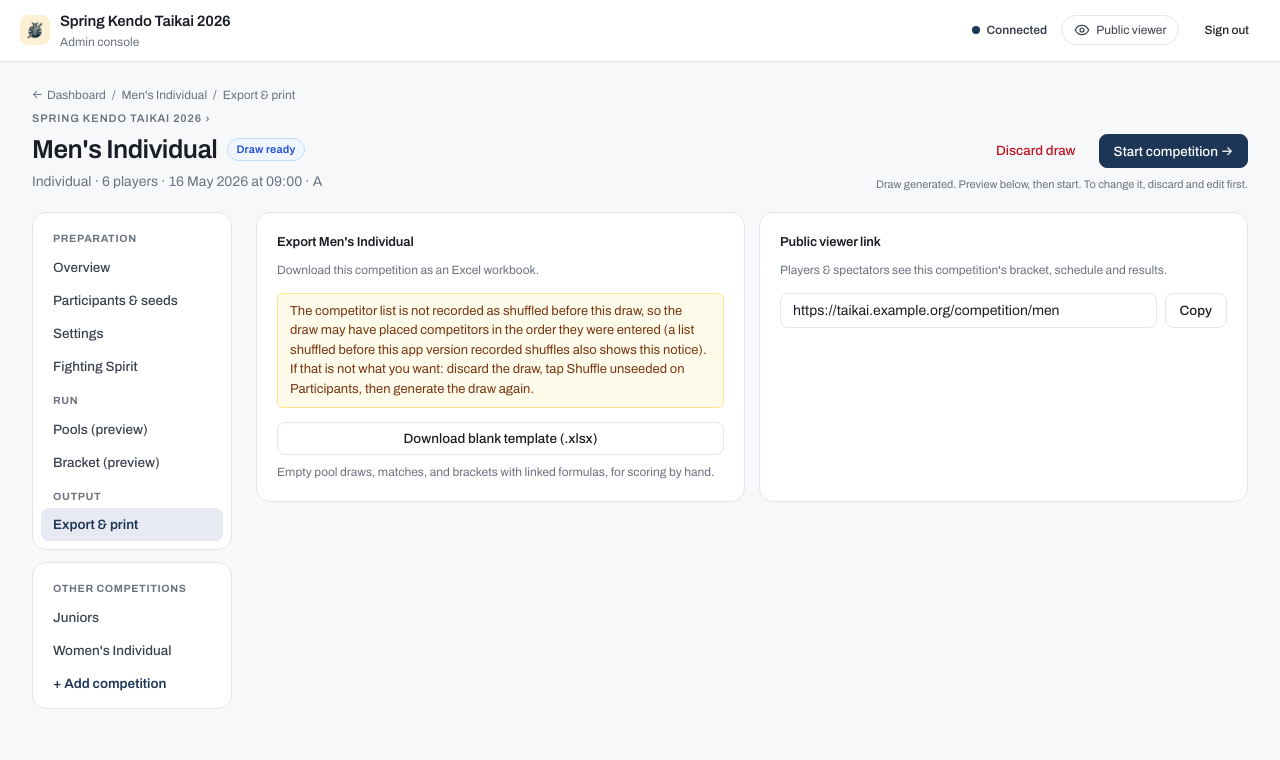 Spring Kendo Taikai 2026
Admin console
Connected
Public viewer
Sign out
← Dashboard / Men's Individual / Export & print
SPRING KENDO TAIKAI 2026 ›
Men's Individual
Draw ready
Discard draw
Start competition →
Individual · 6 players · 16 May 2026 at 09:00 · A
Draw generated. Preview below, then start. To change it, discard and edit first.
PREPARATION
Overview
Participants & seeds
Settings
Fighting Spirit
RUN
Pools (preview)
Bracket (preview)
OUTPUT
Export & print
OTHER COMPETITIONS
Juniors
Women's Individual
+ Add competition
Export Men's Individual
Download this competition as an Excel workbook.
The competitor list is not recorded as shuffled before this draw, so the
draw may have placed competitors in the order they were entered (a list
shuffled before this app version recorded shuffles also shows this notice).
If that is not what you want: discard the draw, tap Shuffle unseeded on
Participants, then generate the draw again.
Download blank template (.xlsx)
Empty pool draws, matches, and brackets with linked formulas, for scoring by hand.
Public viewer link
Players & spectators see this competition's bracket, schedule and results.
https://taikai.example.org/competition/men
Copy